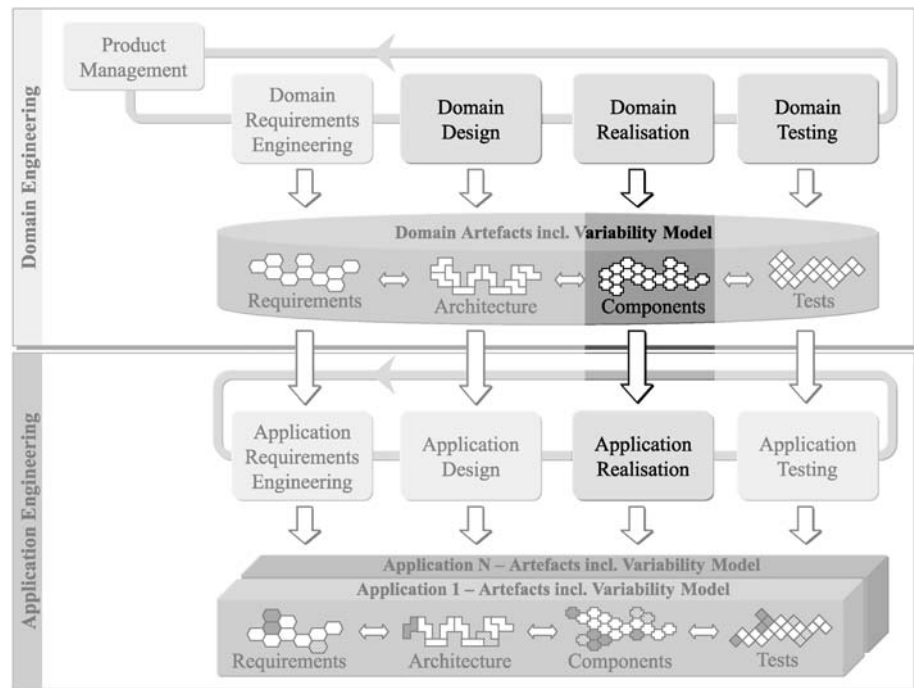 Domain Engineering
Product
Management
Domain
Requirements
Engineering
Domain
Design
Domain
Realisation
Domain
Testing
Domain Artefacts incl. Variability Model
Requirements
Architecture
Components
Tests
Application Engineering
Application
Requirements
Engineering
Application
Design
Application
Realisation
Application
Testing
Application N – Artefacts incl. Variability Model
Application 1 – Artefacts incl. Variability Model
Requirements
Architecture
Components
Tests